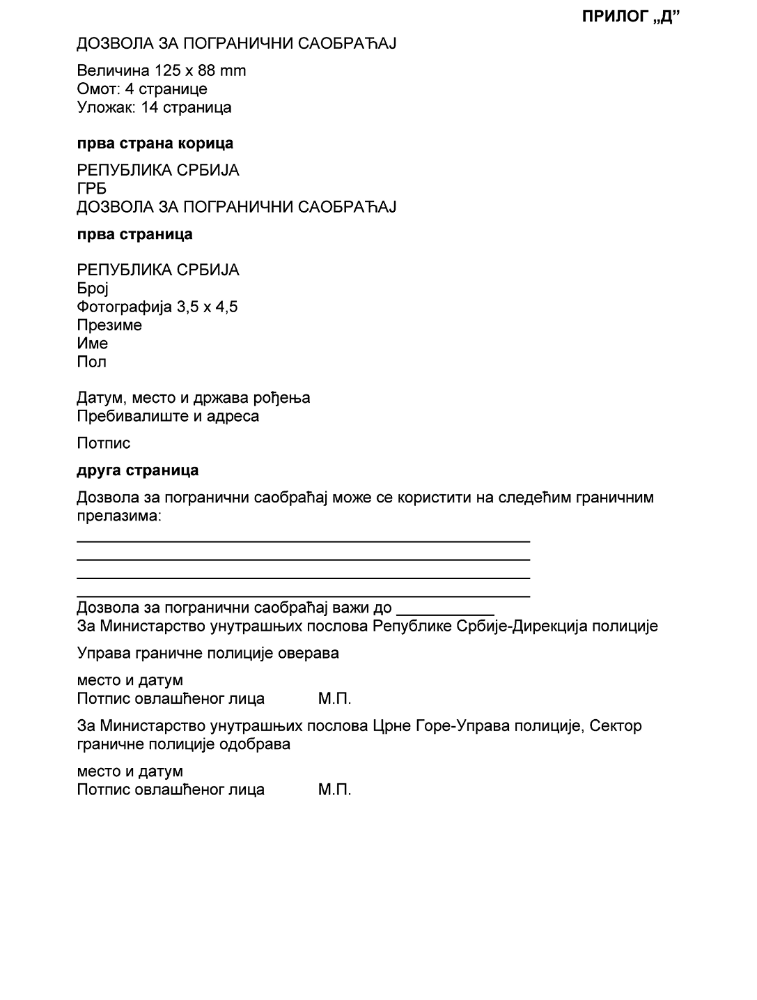 ПРИЛОГ „Д”
ДОЗВОЛА ЗА ПОГРАНИЧНИ САОБРАЋАЈ
Величина 125 x 88 mm
Омот: 4 странице
Уложак: 14 страница
прва страна корица
РЕПУБЛИКА СРБИЈА
ГРБ
ДОЗВОЛА ЗА ПОГРАНИЧНИ САОБРАЋАЈ
прва страница
РЕПУБЛИКА СРБИЈА
Број
Фотографија 3,5 x 4,5
Презиме
Име
Пол
Датум, место и држава рођења
Пребивалиште и адреса
Потпис
друга страница
Дозвола за погранични саобраћај може се користити на следећим граничним
прелазима:
Дозвола за погранични саобраћај важи до ___________
За Министарство унутрашњих послова Републике Србије-Дирекција полиције
Управа граничне полиције оверава
место и датум
Потпис овлашћеног лица М.П.
За Министарство унутрашњих послова Црне Горе-Управа полиције, Сектор
граничне полиције одобрава
место и датум
Потпис овлашћеног лица М.П.